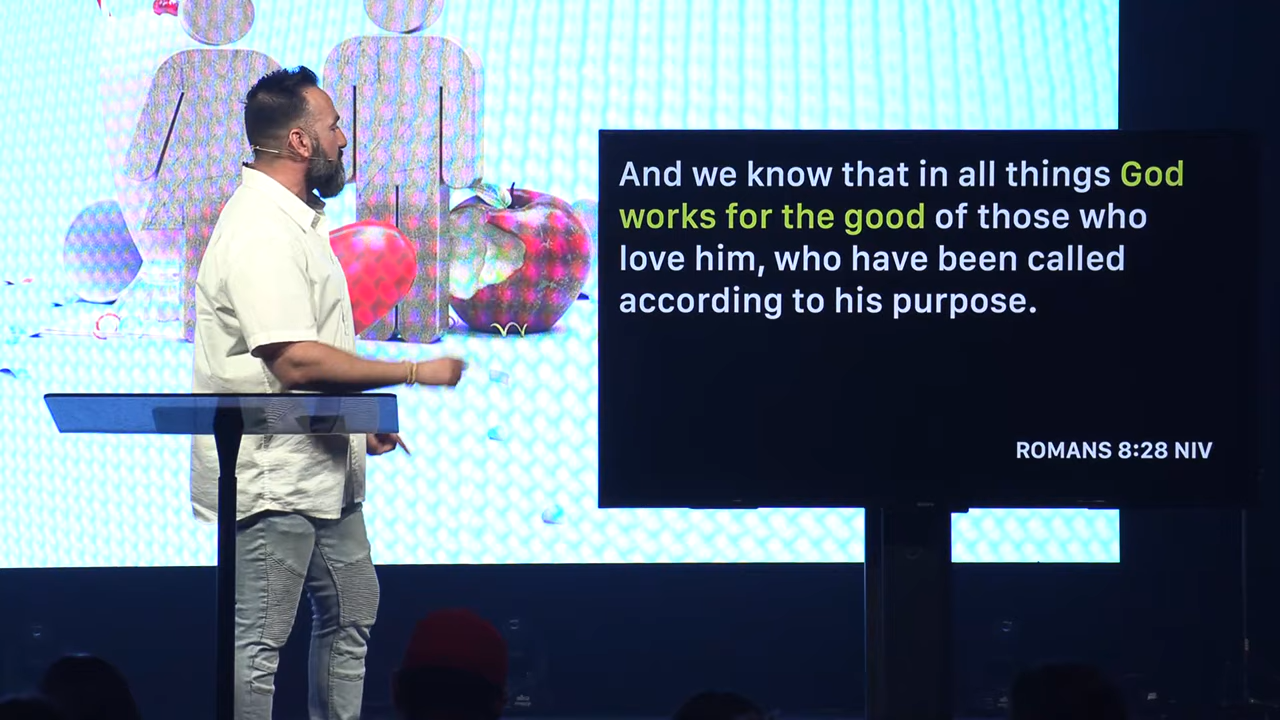 And we know that in all things God
works for the good of those who
love him, who have been called
according to his purpose.
ROMANS 8:28 NIV